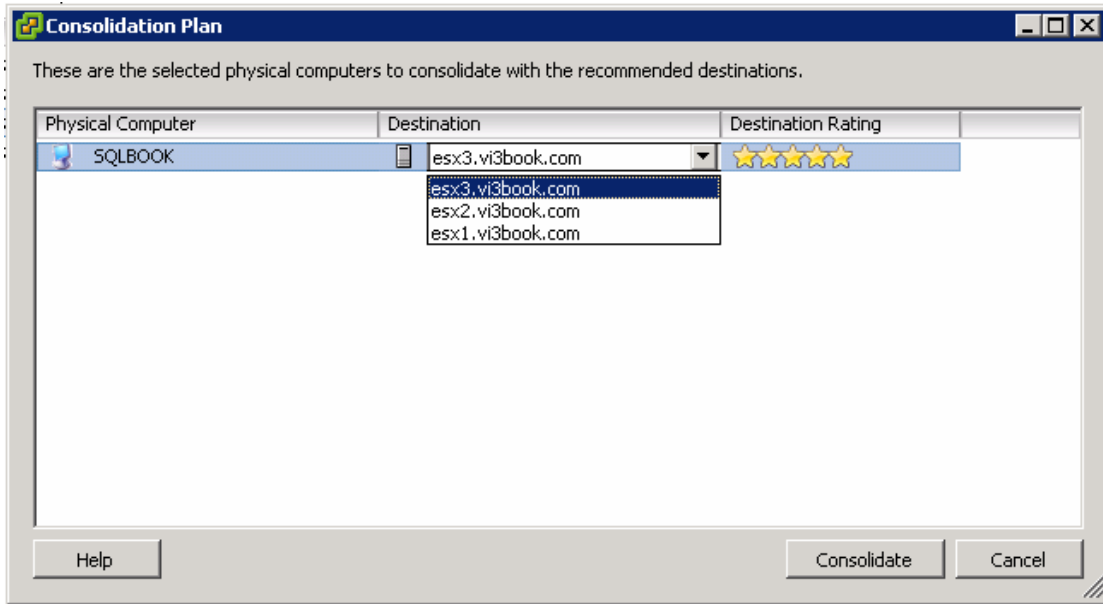 Consolidation Plan
These are the selected physical computers to consolidate with the recommended destinations.
Physical Computer Destination Destination Rating
SQLBOOK esx3.vi3book.com
esx3.vi3book.com
esx2.vi3book.com
esx1.vi3book.com
Help Consolidate Cancel